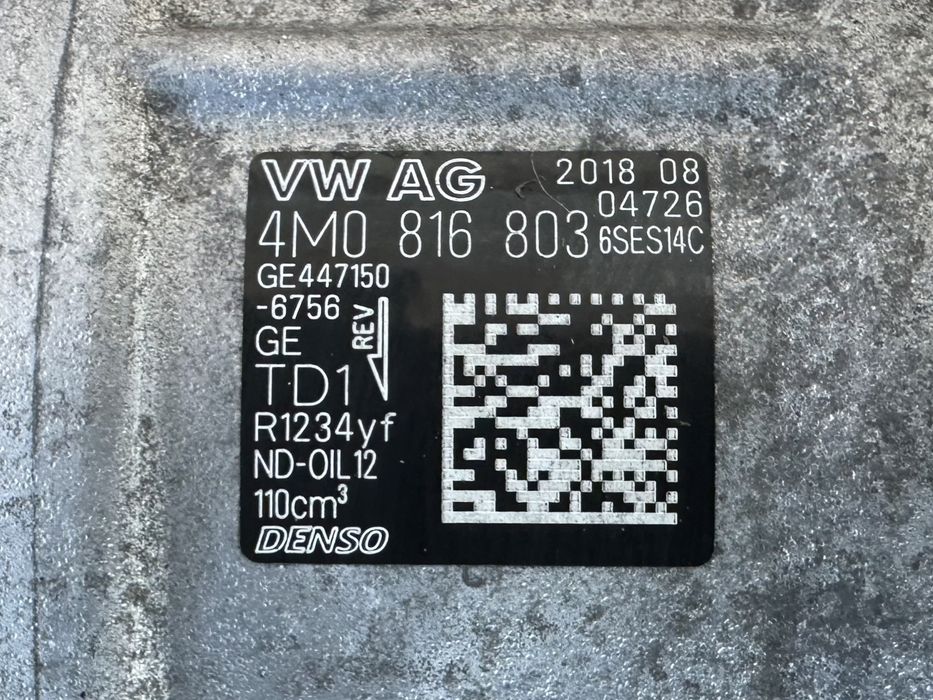 VW AG 2018 08
04726
4M0 816 803 6SES14C
GE447150
-6756
REV
GE
TD1
R1234yf
ND-OIL12
110cm³
DENSO